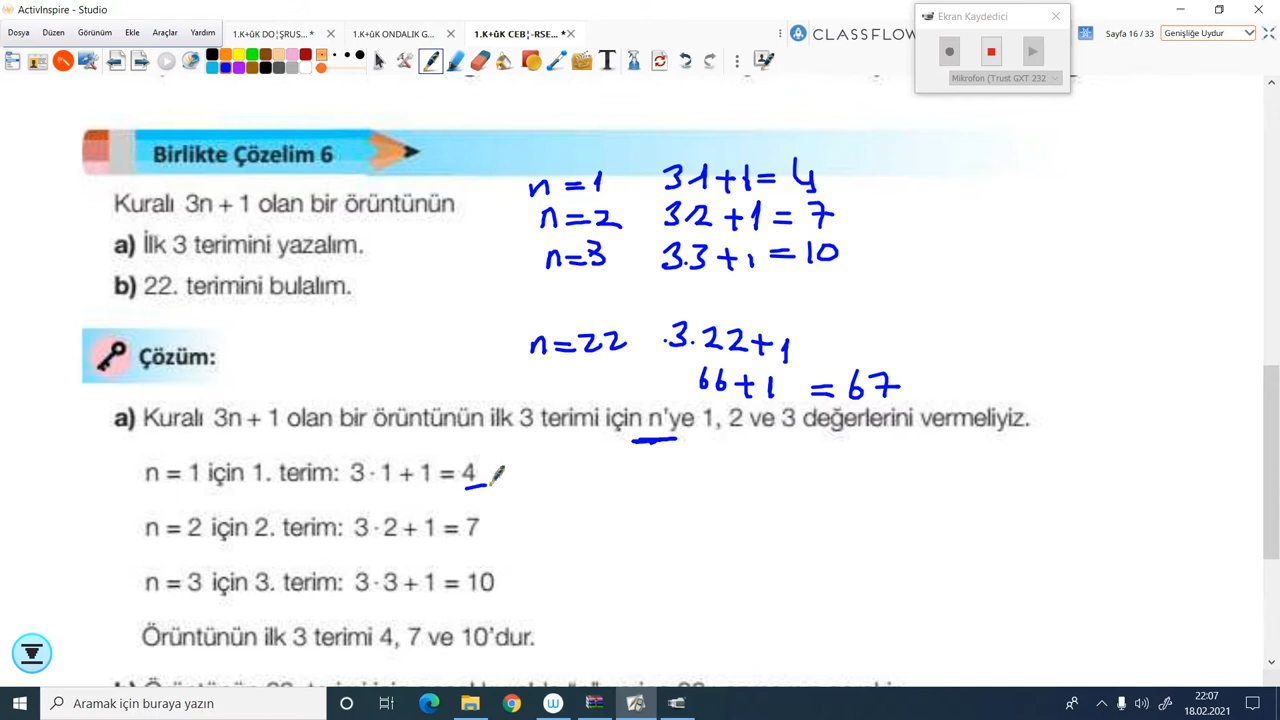 ActivInspire - Studio
Ekran Kaydedici
Dosya Düzen Görünüm Ekle Araçlar Yardım
1.K+ûK DO¦ŞRUS...* 1.K+ûK ONDALIK G... 1.K+ûK CEB¦-RSE...*
CLASSFLOW
Sayfa 16 / 33 Genişliğe Uydur
Mikrofon (Trust GXT 232
Birlikte Çözelim 6
Kuralı 3n + 1 olan bir örüntünün
a) İlk 3 terimini yazalım.
b) 22. terimini bulalım.
n = 1 3.1+1= 4
n=2 3.2 +1 = 7
n=3 3.3 +1 = 10
n=22 .3.22+1
66+1 = 67
Çözüm:
a) Kuralı 3n + 1 olan bir örüntünün ilk 3 terimi için n'ye 1, 2 ve 3 değerlerini vermeliyiz.
n = 1 için 1. terim: 3 · 1 + 1 = 4
n = 2 için 2. terim: 3 · 2 + 1 = 7
n = 3 için 3. terim: 3 · 3 + 1 = 10
Örüntünün ilk 3 terimi 4, 7 ve 10'dur.
Aramak için buraya yazın
22:07
18.02.2021